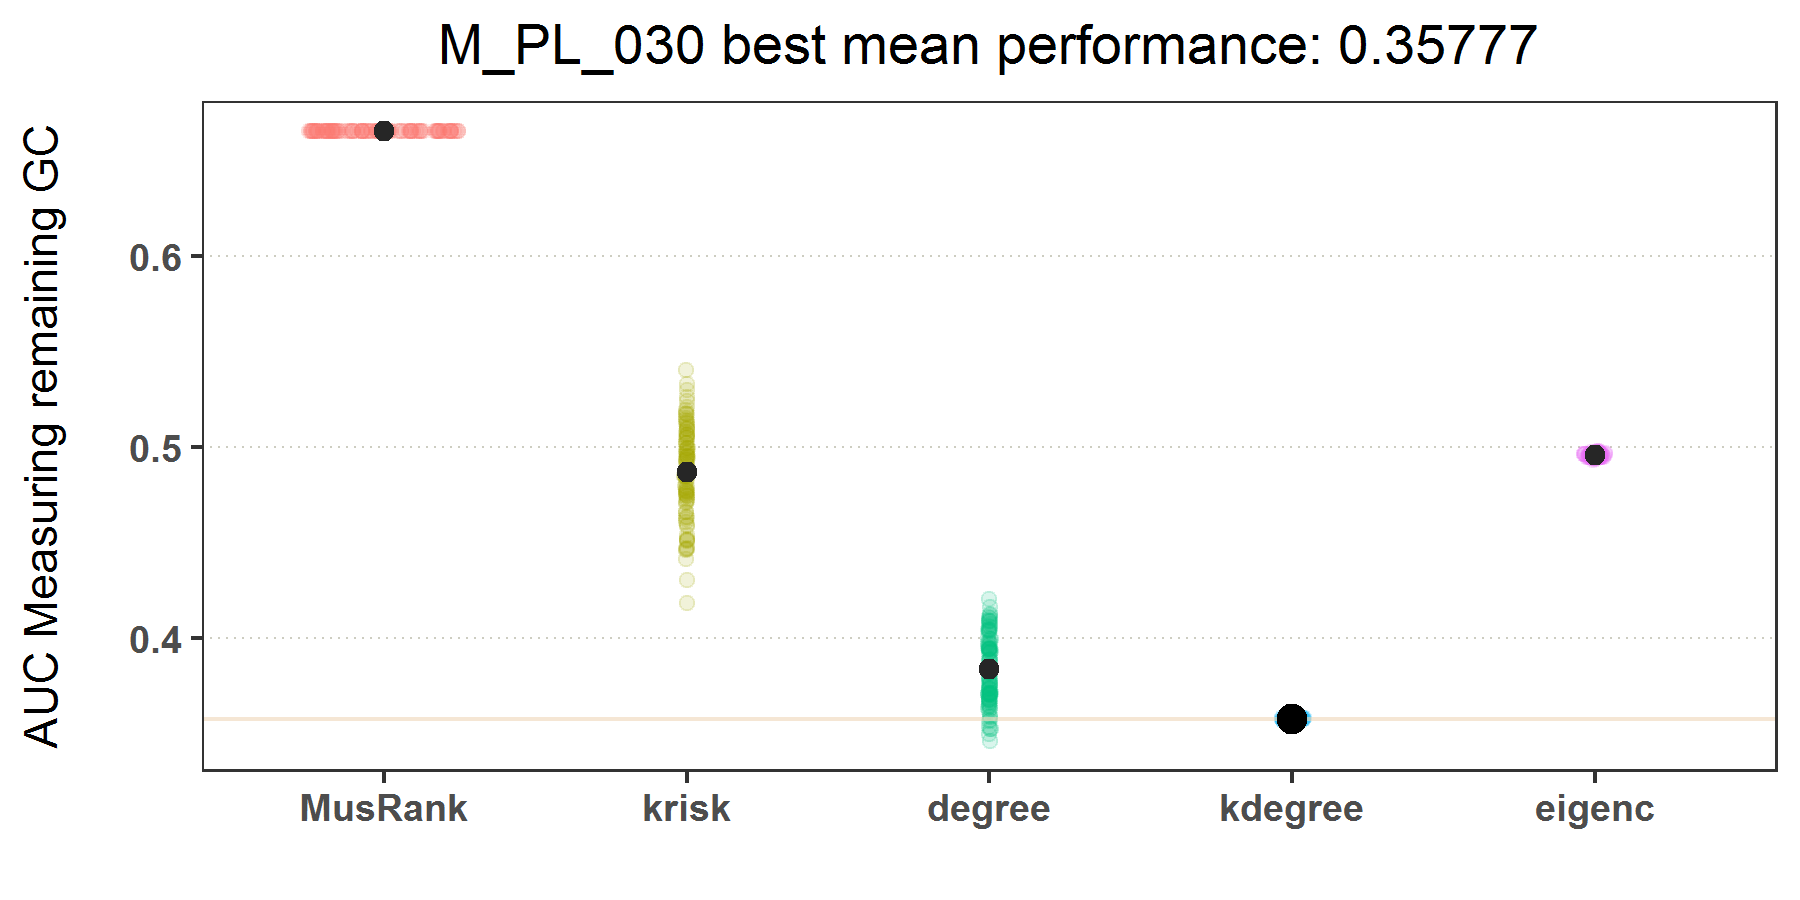 M_PL_030 best mean performance: 0.35777
AUC Measuring remaining GC
0.6
0.5
0.4
MusRank krisk degree kdegree eigenc